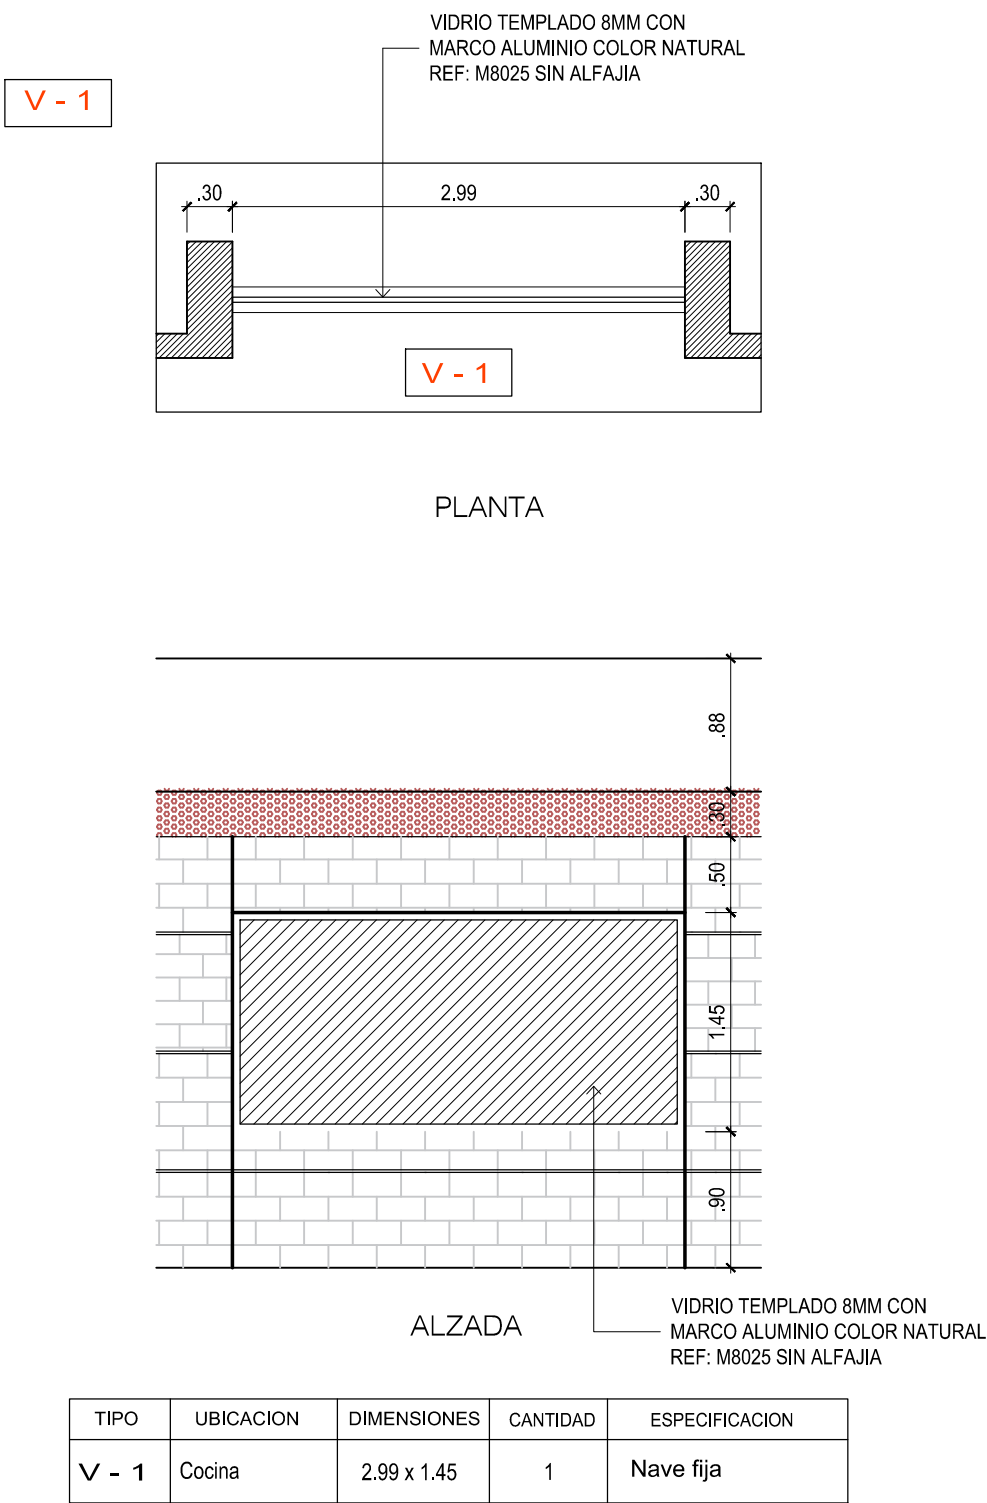 VIDRIO TEMPLADO 8MM CON
MARCO ALUMINIO COLOR NATURAL
REF: M8025 SIN ALFAJIA
V - 1
.30 2.99 .30
V - 1
PLANTA
.88
.30
.50
1.45
.90
ALZADA
VIDRIO TEMPLADO 8MM CON
MARCO ALUMINIO COLOR NATURAL
REF: M8025 SIN ALFAJIA
TIPO UBICACION DIMENSIONES CANTIDAD ESPECIFICACION
V - 1 Cocina 2.99 x 1.45 1 Nave fija